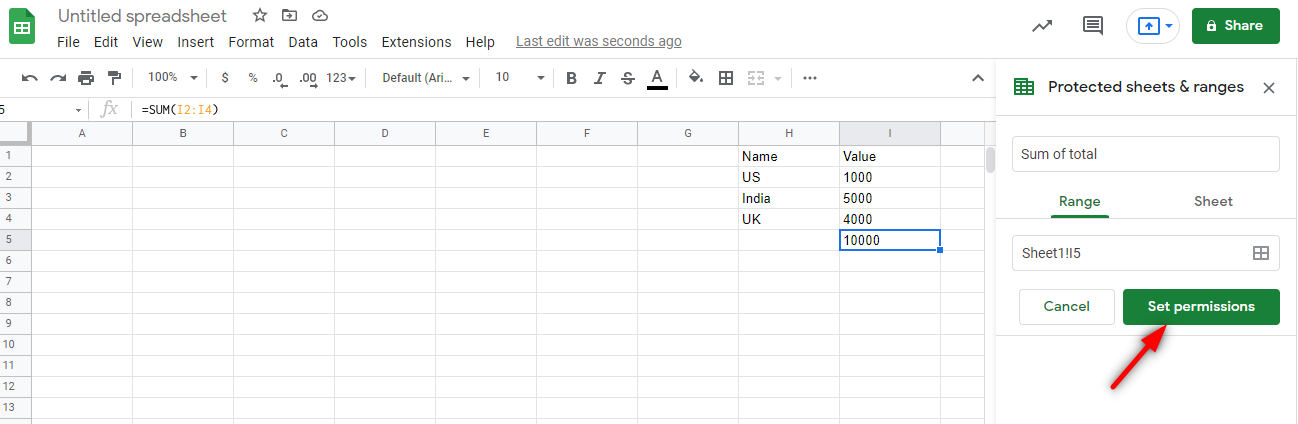 Untitled spreadsheet
File Edit View Insert Format Data Tools Extensions Help Last edit was seconds ago
Share
100% $ % .0 .00 123 Default (Ari... 10 B I S A
5 fx =SUM(I2:I4)
A B C D E F G H I
1 Name Value
2 US 1000
3 India 5000
4 UK 4000
5 10000
6
7
8
9
10
11
12
13
Protected sheets & ranges
Sum of total
Range Sheet
Sheet1!I5
Cancel Set permissions